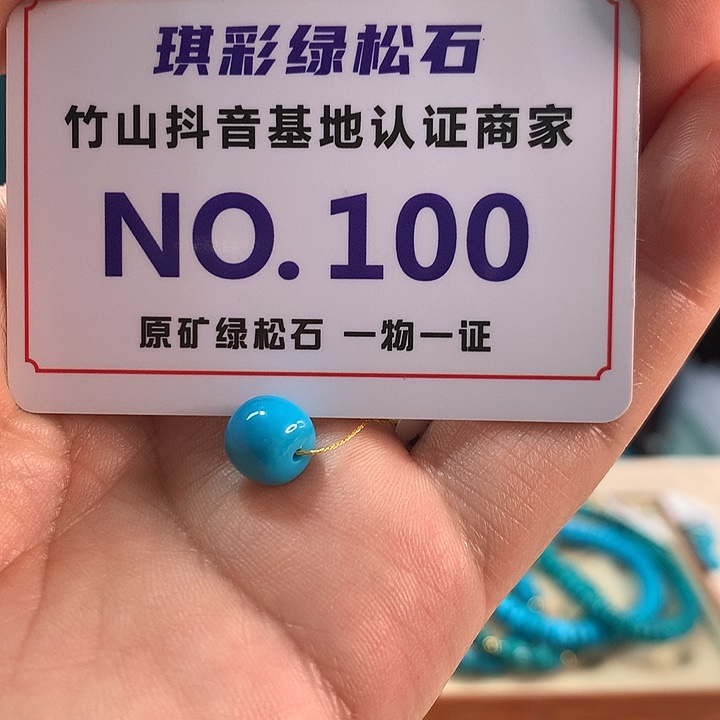 琪彩绿松石
竹山抖音基地认证商家
NO.100
原矿绿松石 一物一证